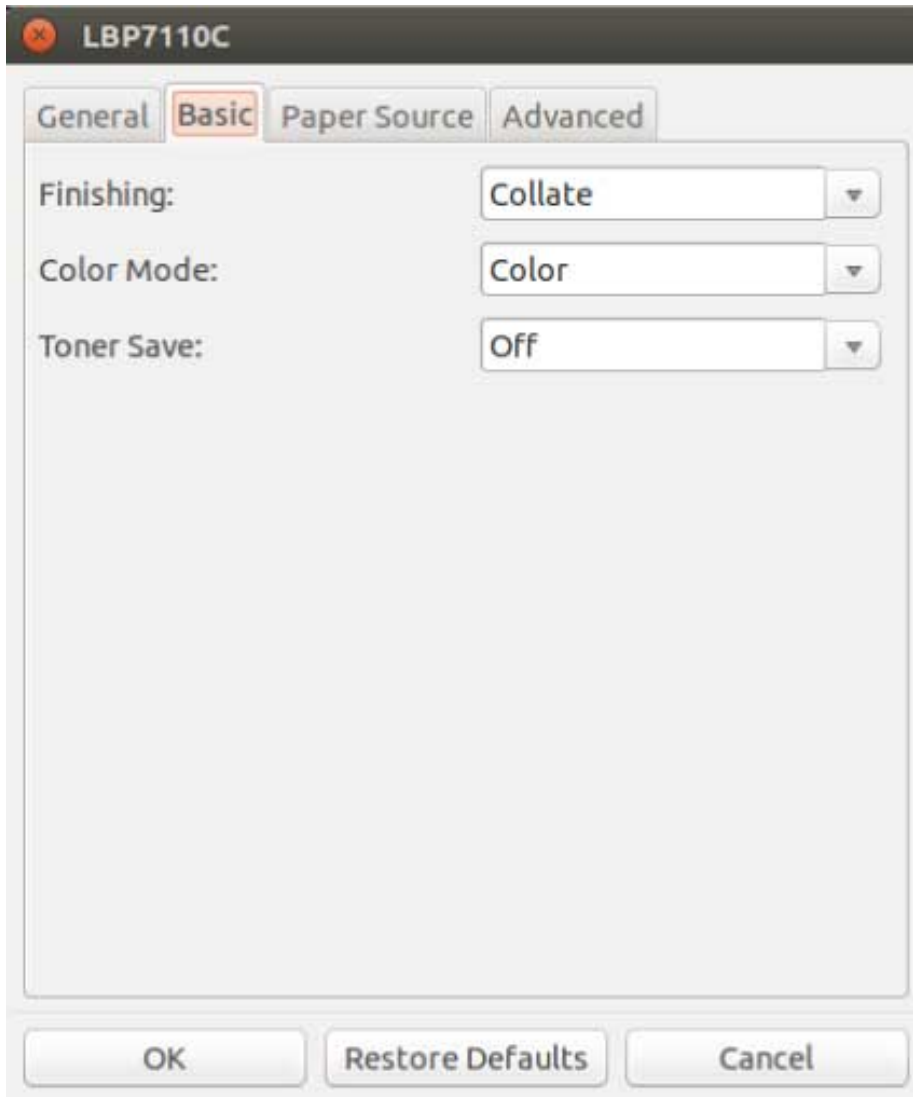 LBP7110C
General Basic Paper Source Advanced
Finishing: Collate
Color Mode: Color
Toner Save: Off
OK Restore Defaults Cancel